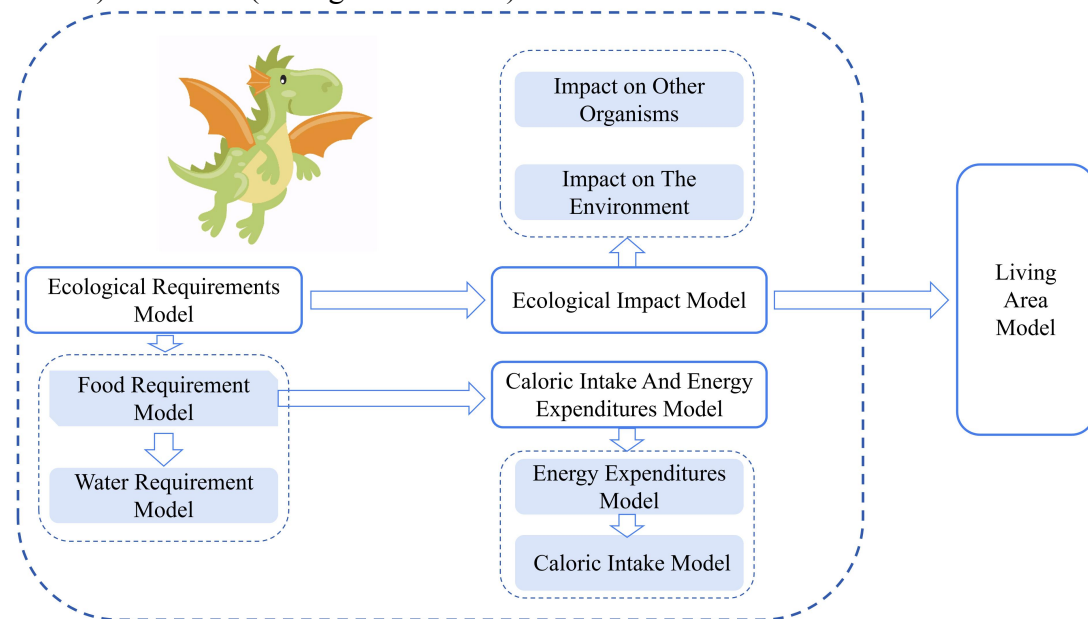 Impact on Other
Organisms
Impact on The
Environment
Ecological Requirements
Model
Ecological Impact Model
Living
Area
Model
Food Requirement
Model
Caloric Intake And Energy
Expenditures Model
Water Requirement
Model
Energy Expenditures
Model
Caloric Intake Model